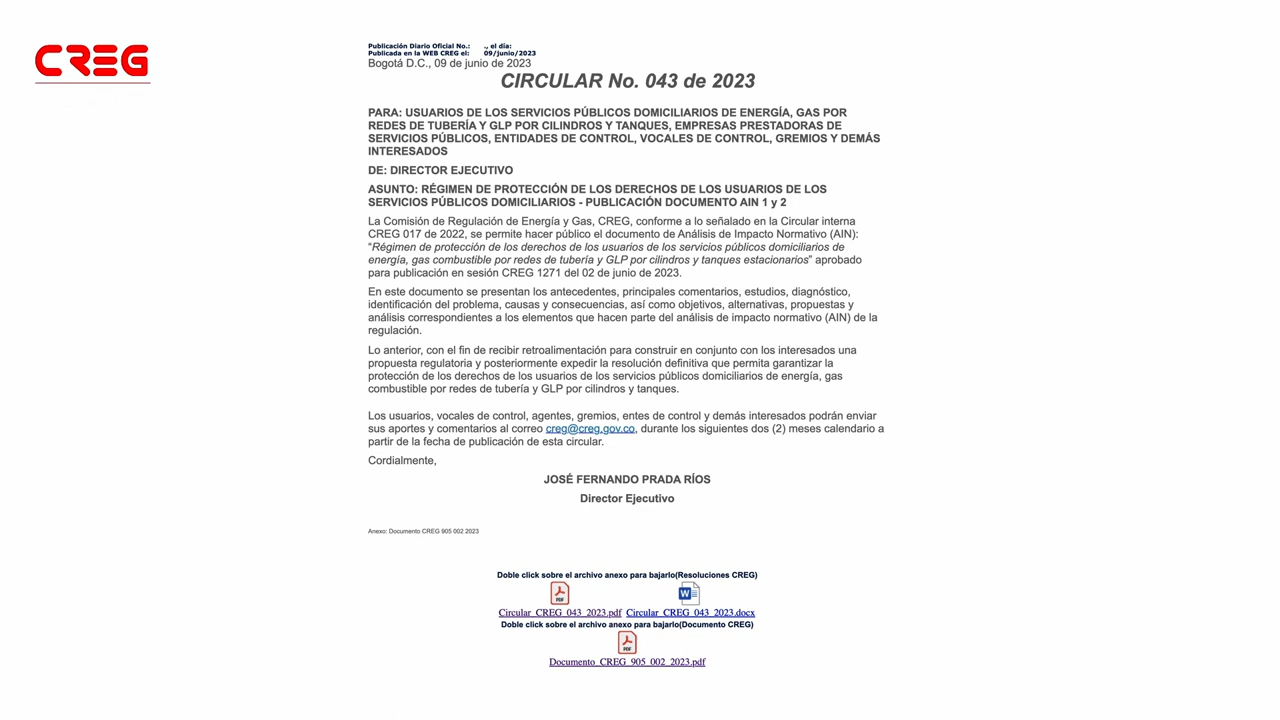 CREG
Publicación Diario Oficial No.: ., el día:
Publicada en la WEB CREG el: 09/junio/2023
Bogotá D.C., 09 de junio de 2023
CIRCULAR No. 043 de 2023
PARA: USUARIOS DE LOS SERVICIOS PÚBLICOS DOMICILIARIOS DE ENERGÍA, GAS POR
REDES DE TUBERÍA Y GLP POR CILINDROS Y TANQUES, EMPRESAS PRESTADORAS DE
SERVICIOS PÚBLICOS, ENTIDADES DE CONTROL, VOCALES DE CONTROL, GREMIOS Y DEMÁS
INTERESADOS
DE: DIRECTOR EJECUTIVO
ASUNTO: RÉGIMEN DE PROTECCIÓN DE LOS DERECHOS DE LOS USUARIOS DE LOS
SERVICIOS PÚBLICOS DOMICILIARIOS - PUBLICACIÓN DOCUMENTO AIN 1 y 2
La Comisión de Regulación de Energía y Gas, CREG, conforme a lo señalado en la Circular interna
CREG 017 de 2022, se permite hacer público el documento de Análisis de Impacto Normativo (AIN):
“Régimen de protección de los derechos de los usuarios de los servicios públicos domiciliarios de
energía, gas combustible por redes de tubería y GLP por cilindros y tanques estacionarios” aprobado
para publicación en sesión CREG 1271 del 02 de junio de 2023.
En este documento se presentan los antecedentes, principales comentarios, estudios, diagnóstico,
identificación del problema, causas y consecuencias, así como objetivos, alternativas, propuestas y
análisis correspondientes a los elementos que hacen parte del análisis de impacto normativo (AIN) de la
regulación.
Lo anterior, con el fin de recibir retroalimentación para construir en conjunto con los interesados una
propuesta regulatoria y posteriormente expedir la resolución definitiva que permita garantizar la
protección de los derechos de los usuarios de los servicios públicos domiciliarios de energía, gas
combustible por redes de tubería y GLP por cilindros y tanques.
Los usuarios, vocales de control, agentes, gremios, entes de control y demás interesados podrán enviar
sus aportes y comentarios al correo creg@creg.gov.co, durante los siguientes dos (2) meses calendario a
partir de la fecha de publicación de esta circular.
Cordialmente,
JOSÉ FERNANDO PRADA RÍOS
Director Ejecutivo
Anexo: Documento CREG 905 002 2023
Doble click sobre el archivo anexo para bajarlo(Resoluciones CREG)
PDF W
Circular_CREG_043_2023.pdf Circular_CREG_043_2023.docx
Doble click sobre el archivo anexo para bajarlo(Documento CREG)
PDF
Documento_CREG_905_002_2023.pdf